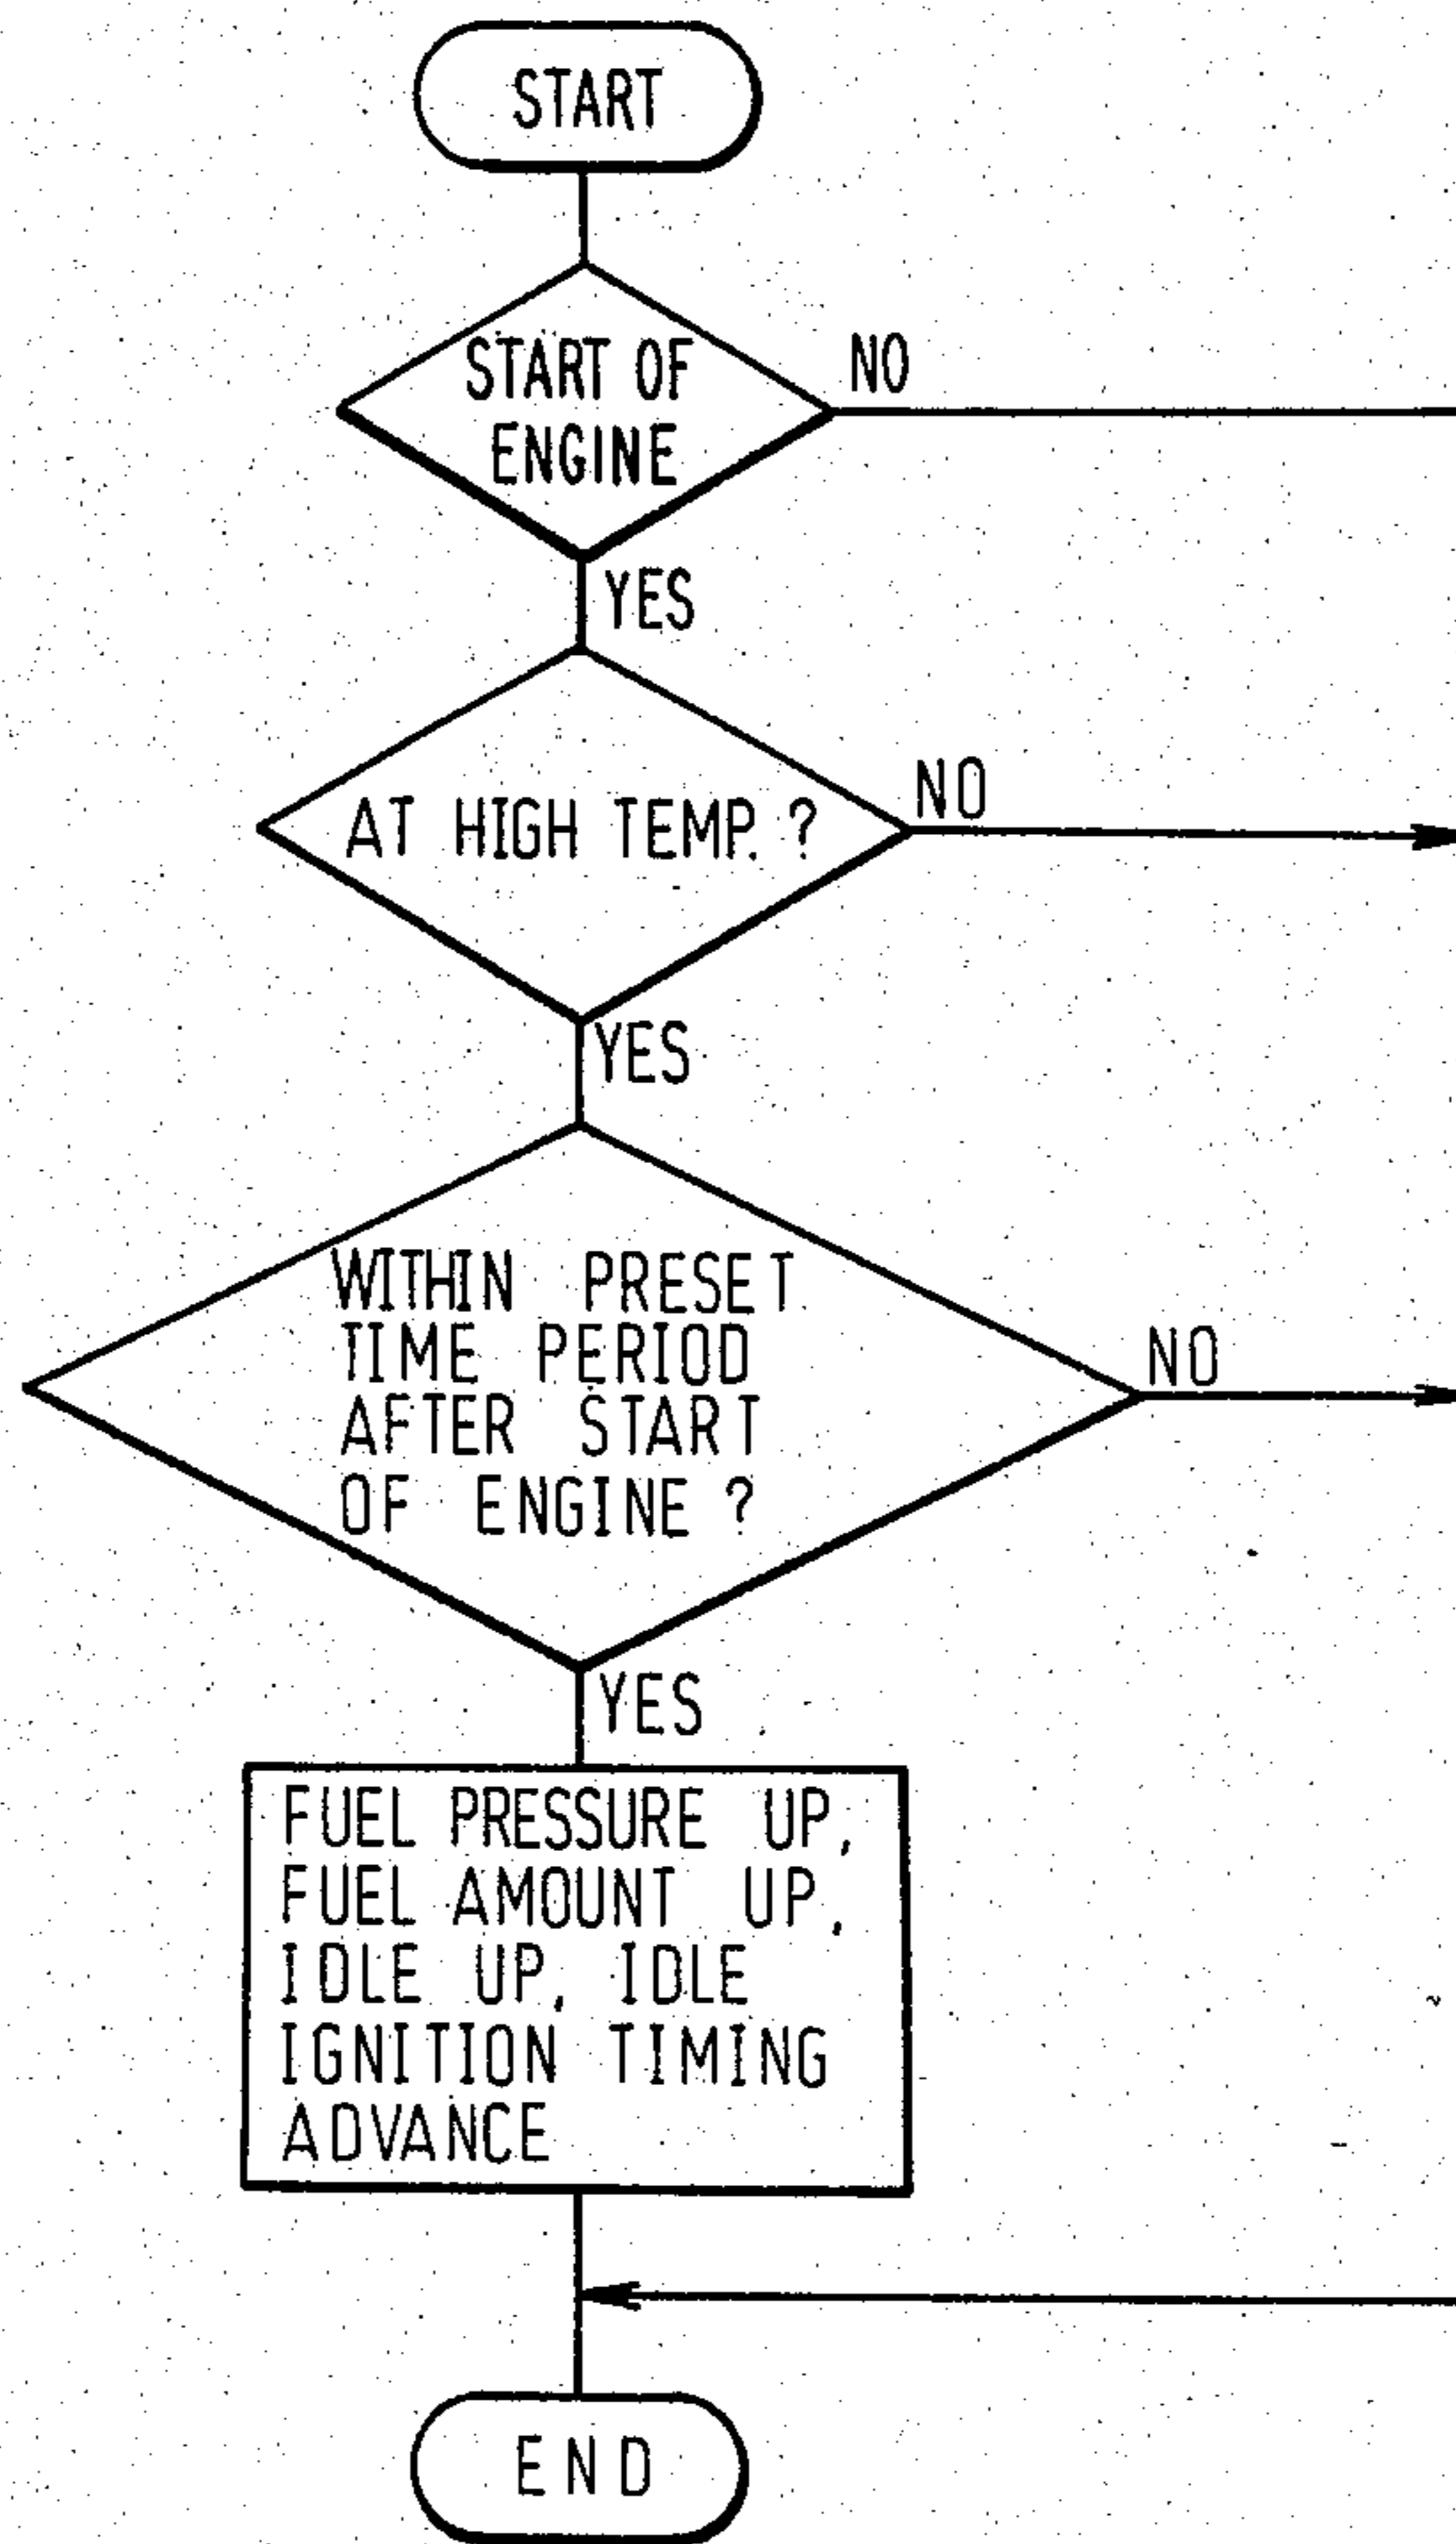 START
START OF
ENGINE
NO
YES
AT HIGH TEMP. ?
NO
YES
WITHIN PRESET
TIME PERIOD
AFTER START
OF ENGINE ?
NO
YES
FUEL PRESSURE UP,
FUEL AMOUNT UP,
IDLE UP, IDLE
IGNITION TIMING
ADVANCE
END